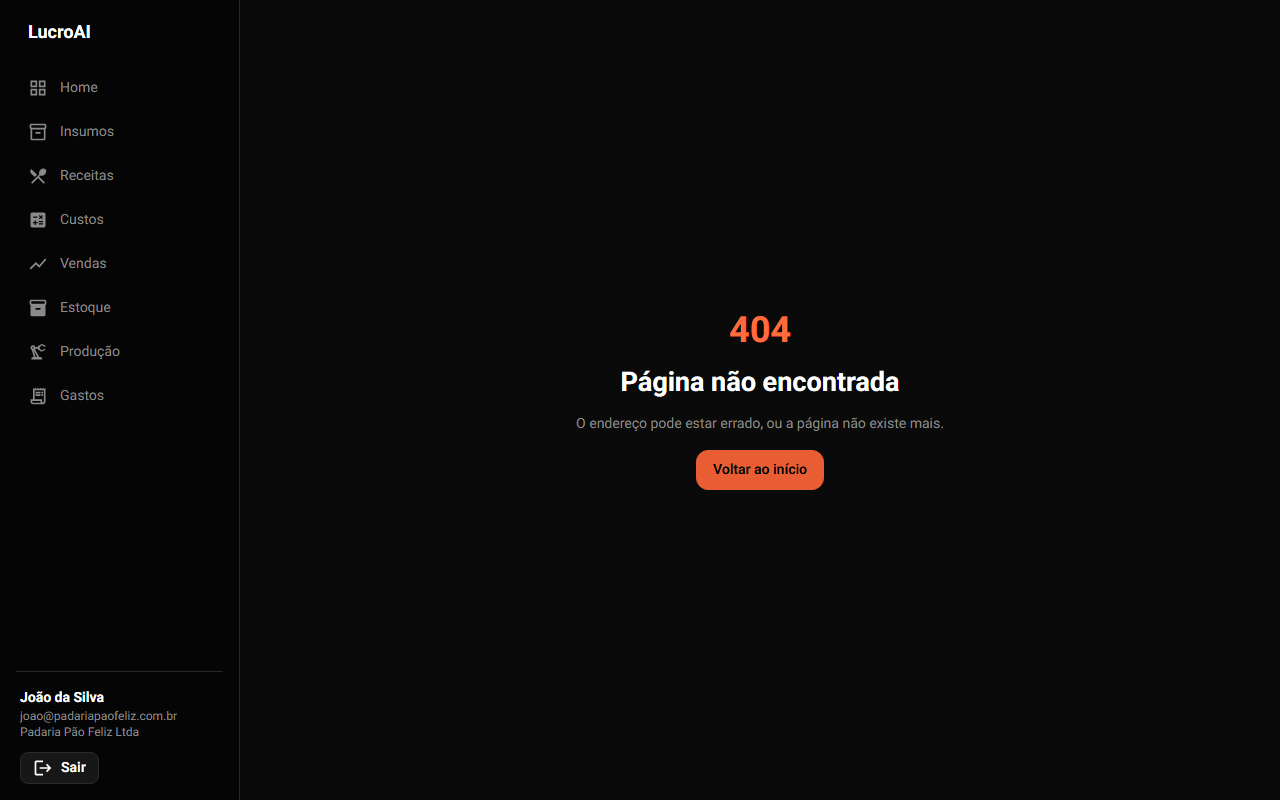 LucroAI
Home
Insumos
Receitas
Custos
Vendas
Estoque
Produção
Gastos
404
Página não encontrada
O endereço pode estar errado, ou a página não existe mais.
Voltar ao início
João da Silva
joao@padariapaofeliz.com.br
Padaria Pão Feliz Ltda
Sair